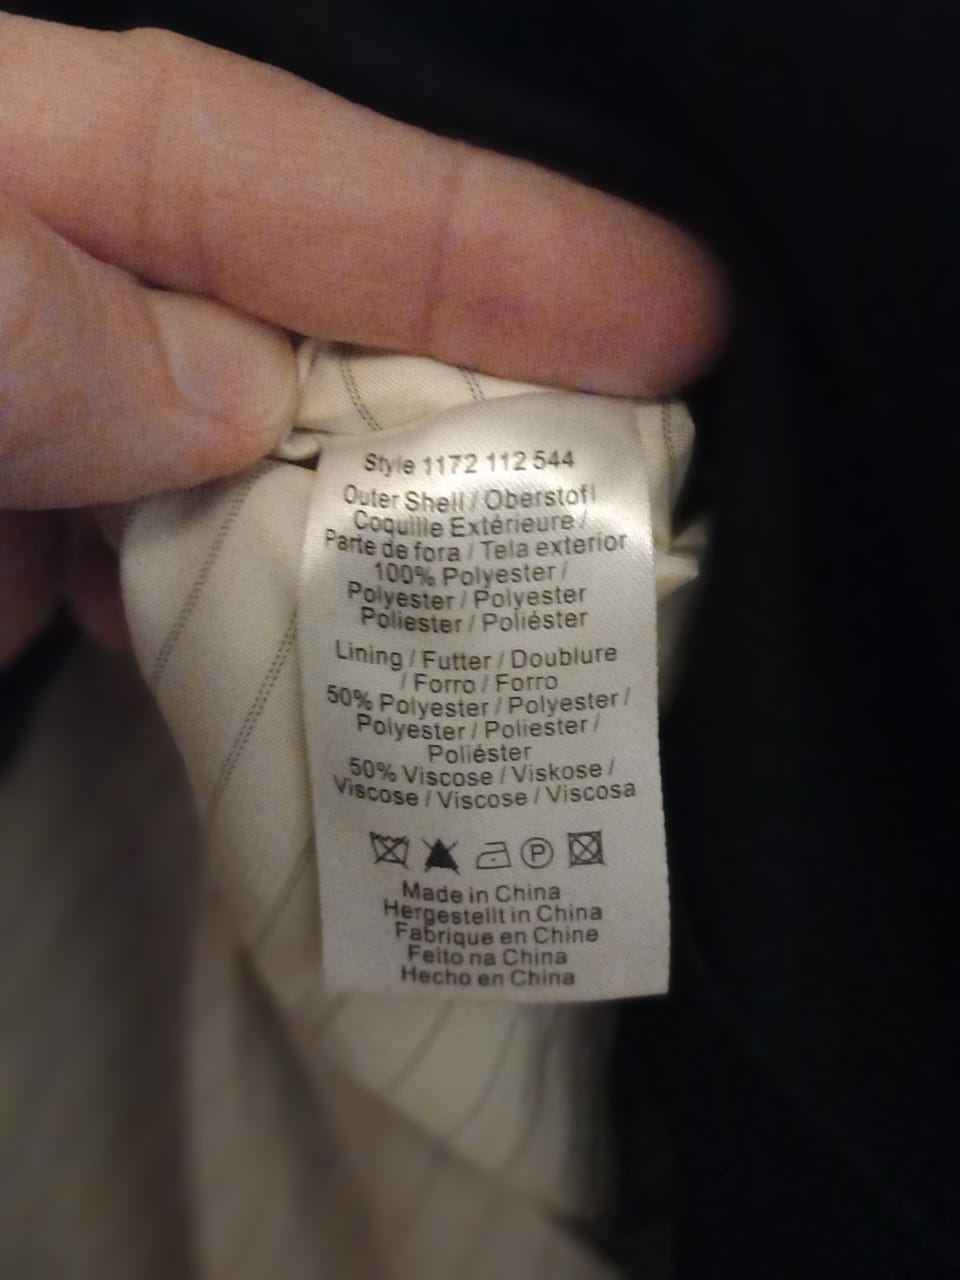 Style 1172 112 544
Outer Shell / Oberstoff
Coquille Extérieure /
Parte de fora / Tela exterior
100% Polyester /
Polyester / Polyester
Poliester / Poliéster
Lining / Futter / Doublure
/ Forro / Forro
50% Polyester / Polyester /
Polyester / Poliester /
Poliéster
50% Viscose / Viskose /
Viscose / Viscose / Viscosa
P
Made in China
Hergestellt in China
Fabrique en Chine
Feito na China
Hecho en China